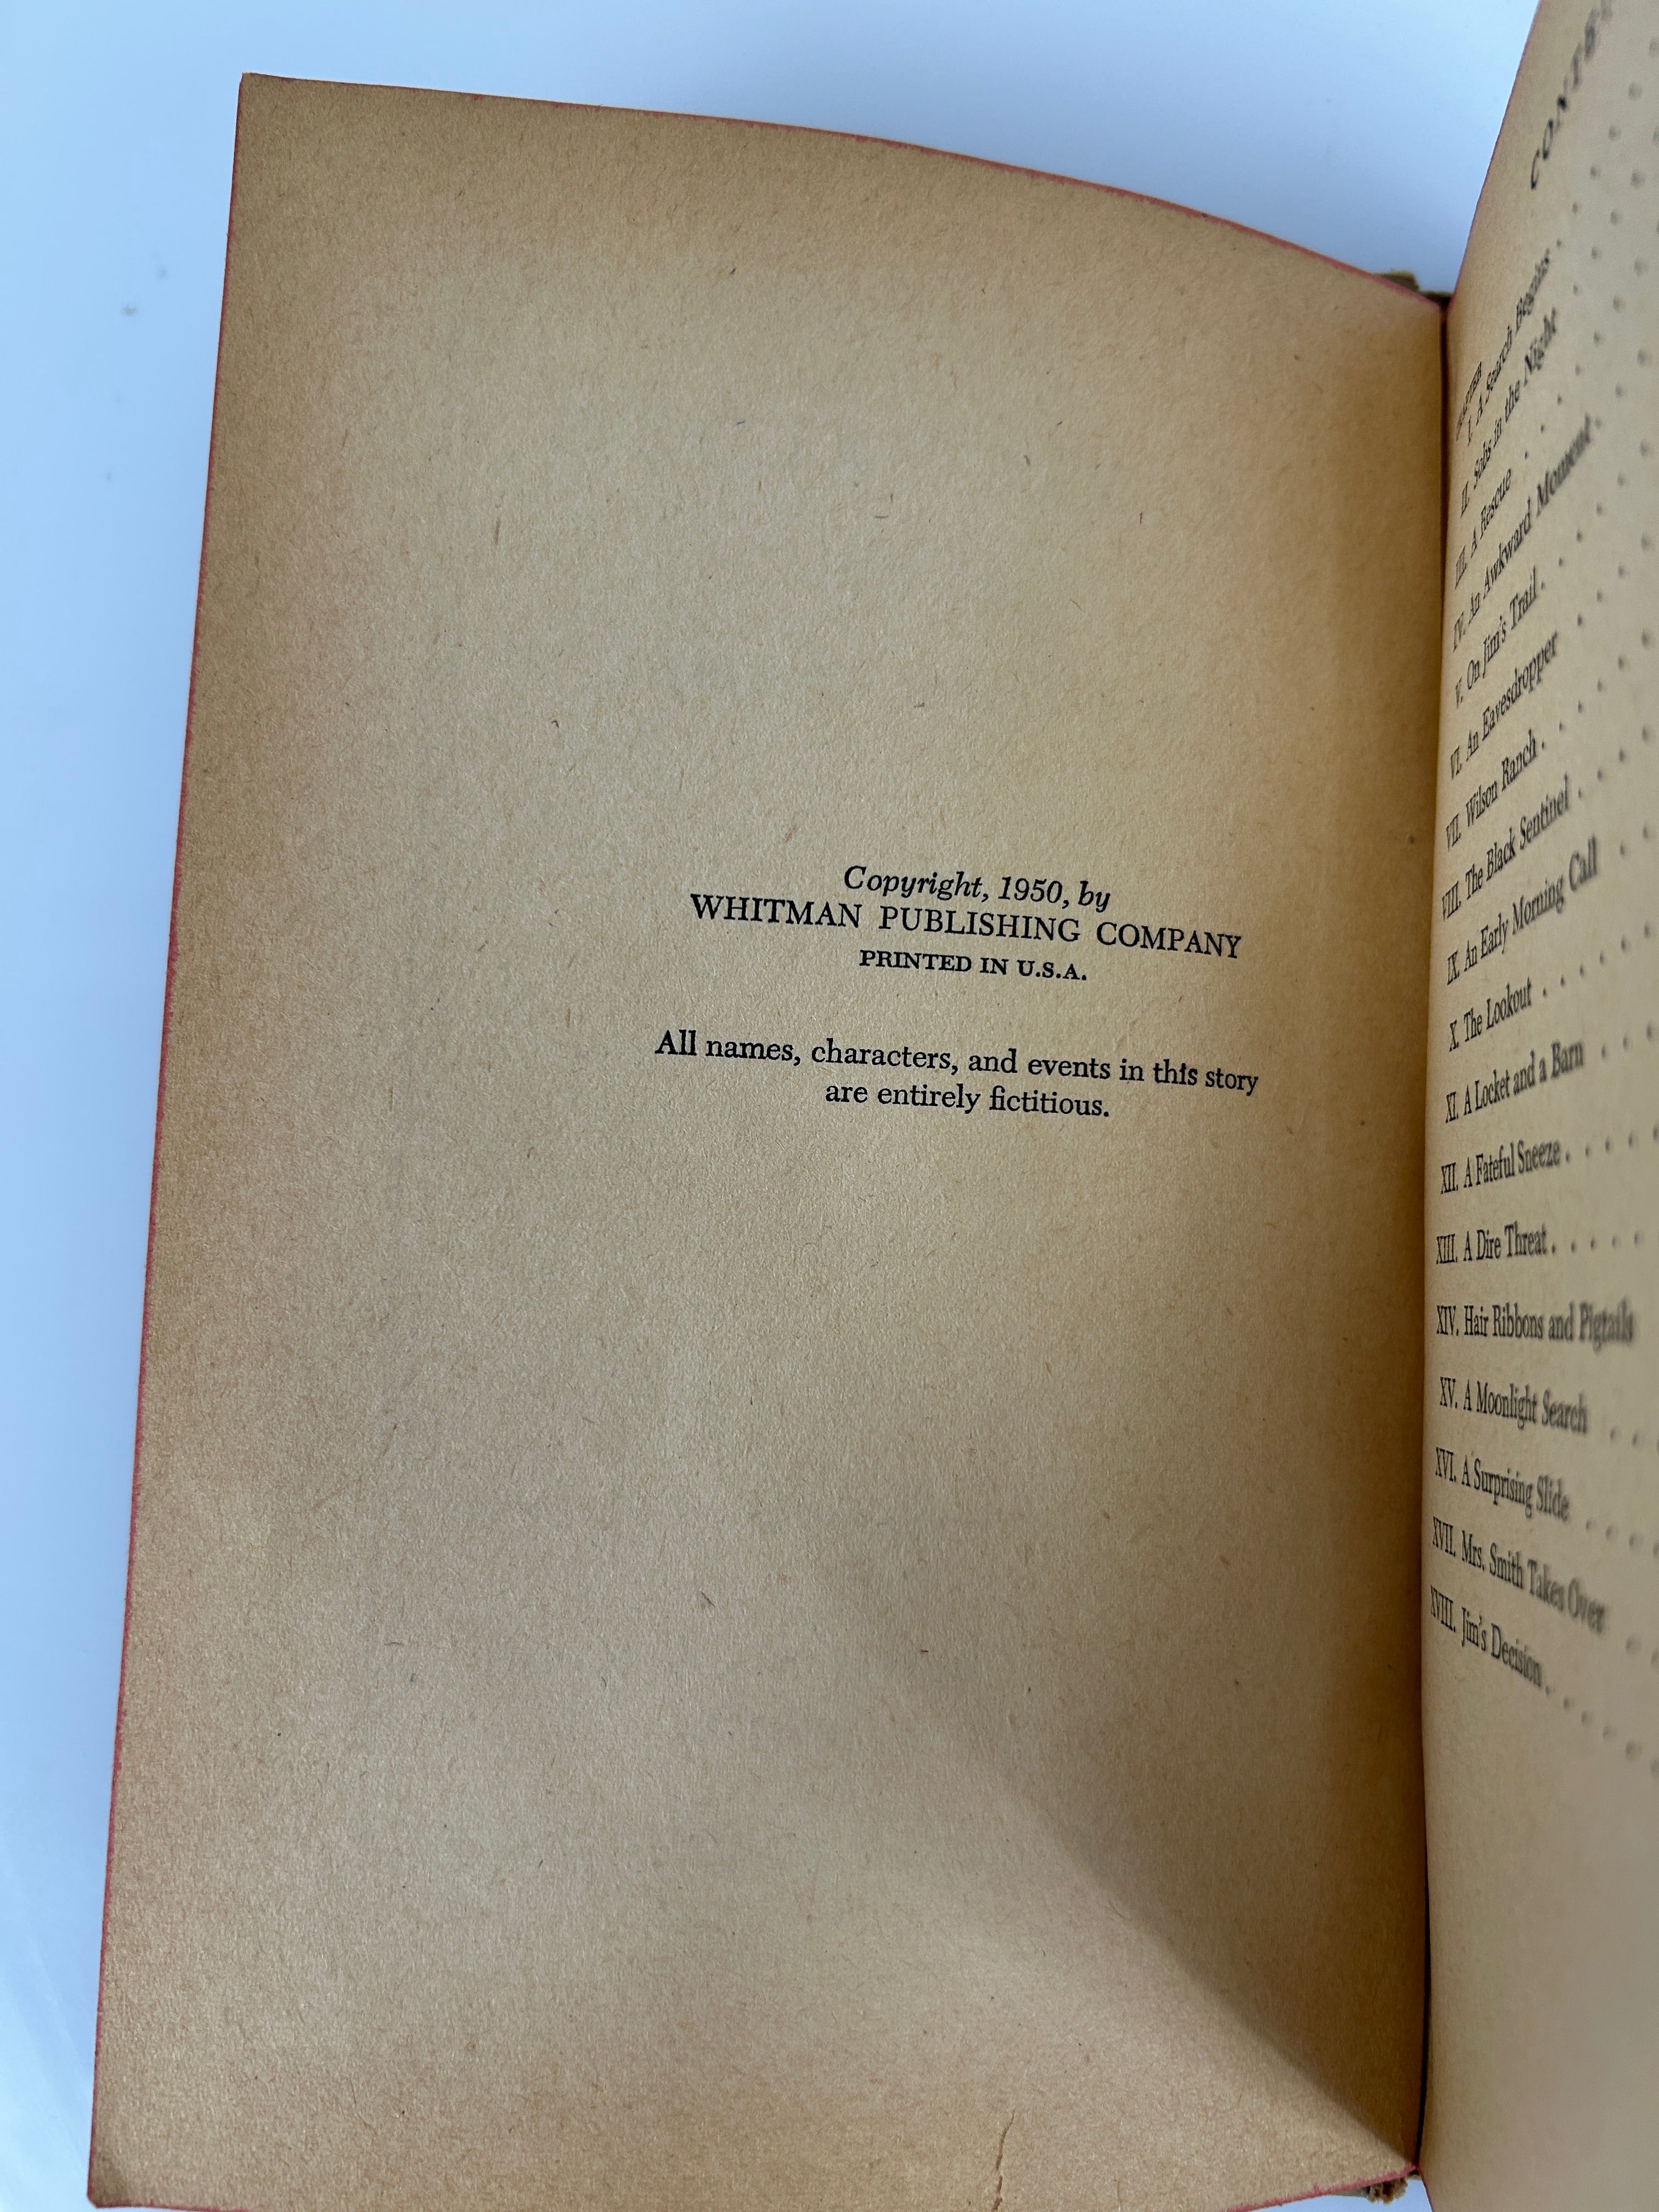 Copyright, 1950, by
WHITMAN PUBLISHING COMPANY
PRINTED IN U.S.A.
All names, characters, and events in this story
are entirely fictitious.
I. A Search Begins
II. Sobs in the Night
III. A Rescue
IV. An Awkward Moment
V. On Jim's Trail
VI. An Eavesdropper
VII. Wilson Ranch
VIII. The Black Sentinel
IX. An Early Morning Call
X. The Lookout
XI. A Locket and a Barn
XII. A Fateful Sneeze
XIII. A Dire Threat
XIV. Hair Ribbons and Pigtails
XV. A Moonlight Search
XVI. A Surprising Slide
XVII. Mrs. Smith Takes Over
XVIII. Jim's Decision